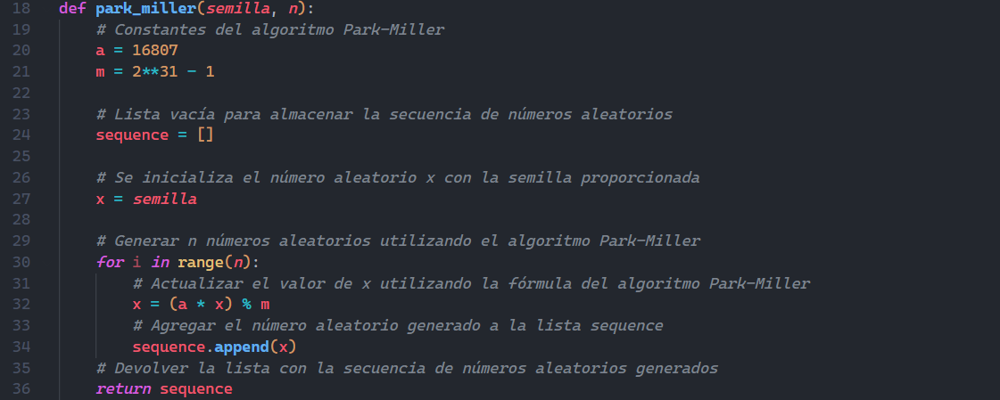 18 def park_miller(semilla, n):
19     # Constantes del algoritmo Park-Miller
20     a = 16807
21     m = 2**31 - 1
22
23     # Lista vacía para almacenar la secuencia de números aleatorios
24     sequence = []
25
26     # Se inicializa el número aleatorio x con la semilla proporcionada
27     x = semilla
28
29     # Generar n números aleatorios utilizando el algoritmo Park-Miller
30     for i in range(n):
31         # Actualizar el valor de x utilizando la fórmula del algoritmo Park-Miller
32         x = (a * x) % m
33         # Agregar el número aleatorio generado a la lista sequence
34         sequence.append(x)
35     # Devolver la lista con la secuencia de números aleatorios generados
36     return sequence